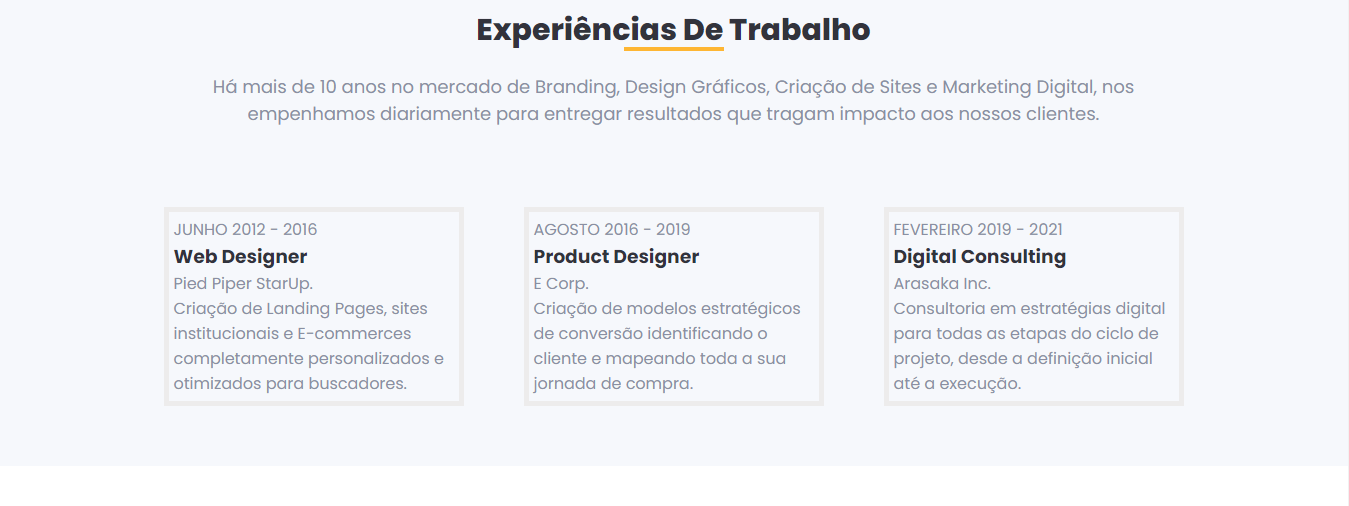 Experiências De Trabalho
Há mais de 10 anos no mercado de Branding, Design Gráficos, Criação de Sites e Marketing Digital, nos
empenhamos diariamente para entregar resultados que tragam impacto aos nossos clientes.
JUNHO 2012 - 2016
Web Designer
Pied Piper StarUp.
Criação de Landing Pages, sites
institucionais e E-commerces
completamente personalizados e
otimizados para buscadores.
AGOSTO 2016 - 2019
Product Designer
E Corp.
Criação de modelos estratégicos
de conversão identificando o
cliente e mapeando toda a sua
jornada de compra.
FEVEREIRO 2019 - 2021
Digital Consulting
Arasaka Inc.
Consultoria em estratégias digital
para todas as etapas do ciclo de
projeto, desde a definição inicial
até a execução.